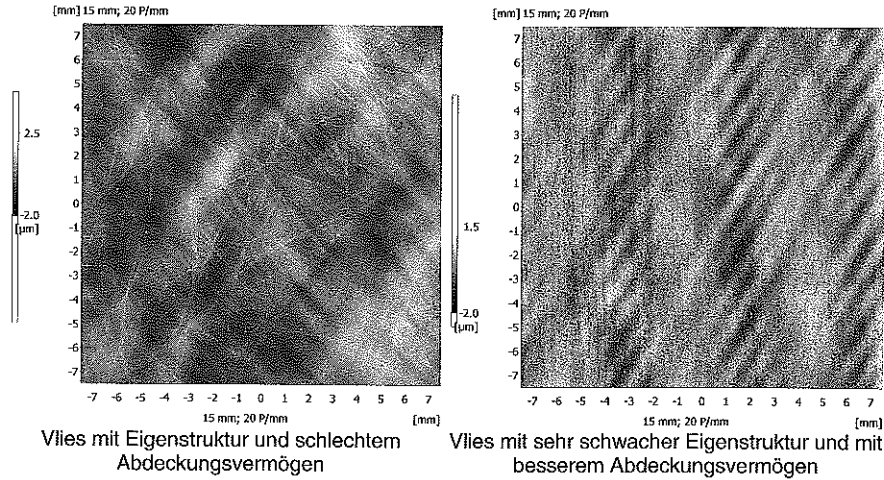 [mm] 15 mm; 20 P/mm
7
6
5
4
3
2
1
0
-1
-2
-3
-4
-5
-6
-7
2.5
-2.0
[µm]
-7 -6 -5 -4 -3 -2 -1 0 1 2 3 4 5 6 7
15 mm; 20 P/mm [mm]
Vlies mit Eigenstruktur und schlechtem
Abdeckungsvermögen
[mm] 15 mm; 20 P/mm
7
6
5
4
3
2
1
0
-1
-2
-3
-4
-5
-6
-7
1.5
-2.0
[µm]
-7 -6 -5 -4 -3 -2 -1 0 1 2 3 4 5 6 7
15 mm; 20 P/mm [mm]
Vlies mit sehr schwacher Eigenstruktur und mit
besserem Abdeckungsvermögen